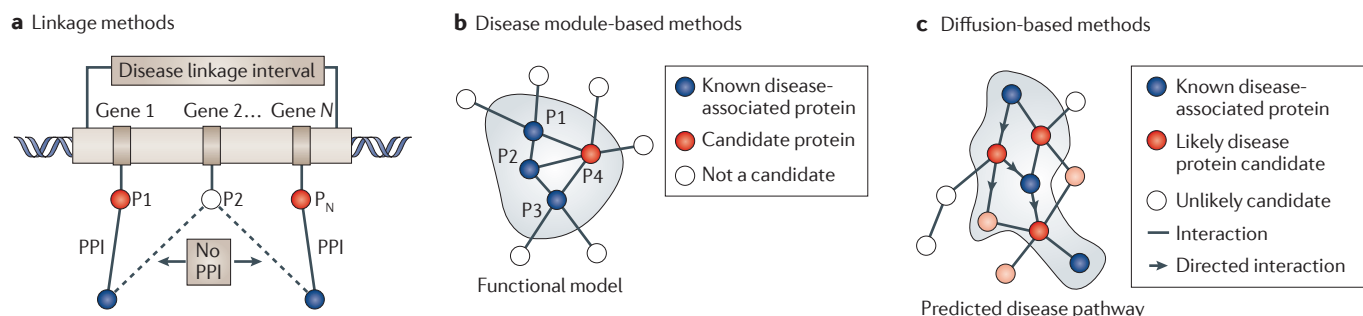 a Linkage methods
Disease linkage interval
Gene 1 Gene 2... Gene N
P1 P2 PN
PPI PPI
No
PPI
b Disease module-based methods
P1
P2
P4
P3
Functional model
Known disease-
associated protein
Candidate protein
Not a candidate
c Diffusion-based methods
Predicted disease pathway
Known disease-
associated protein
Likely disease
protein candidate
Unlikely candidate
Interaction
Directed interaction